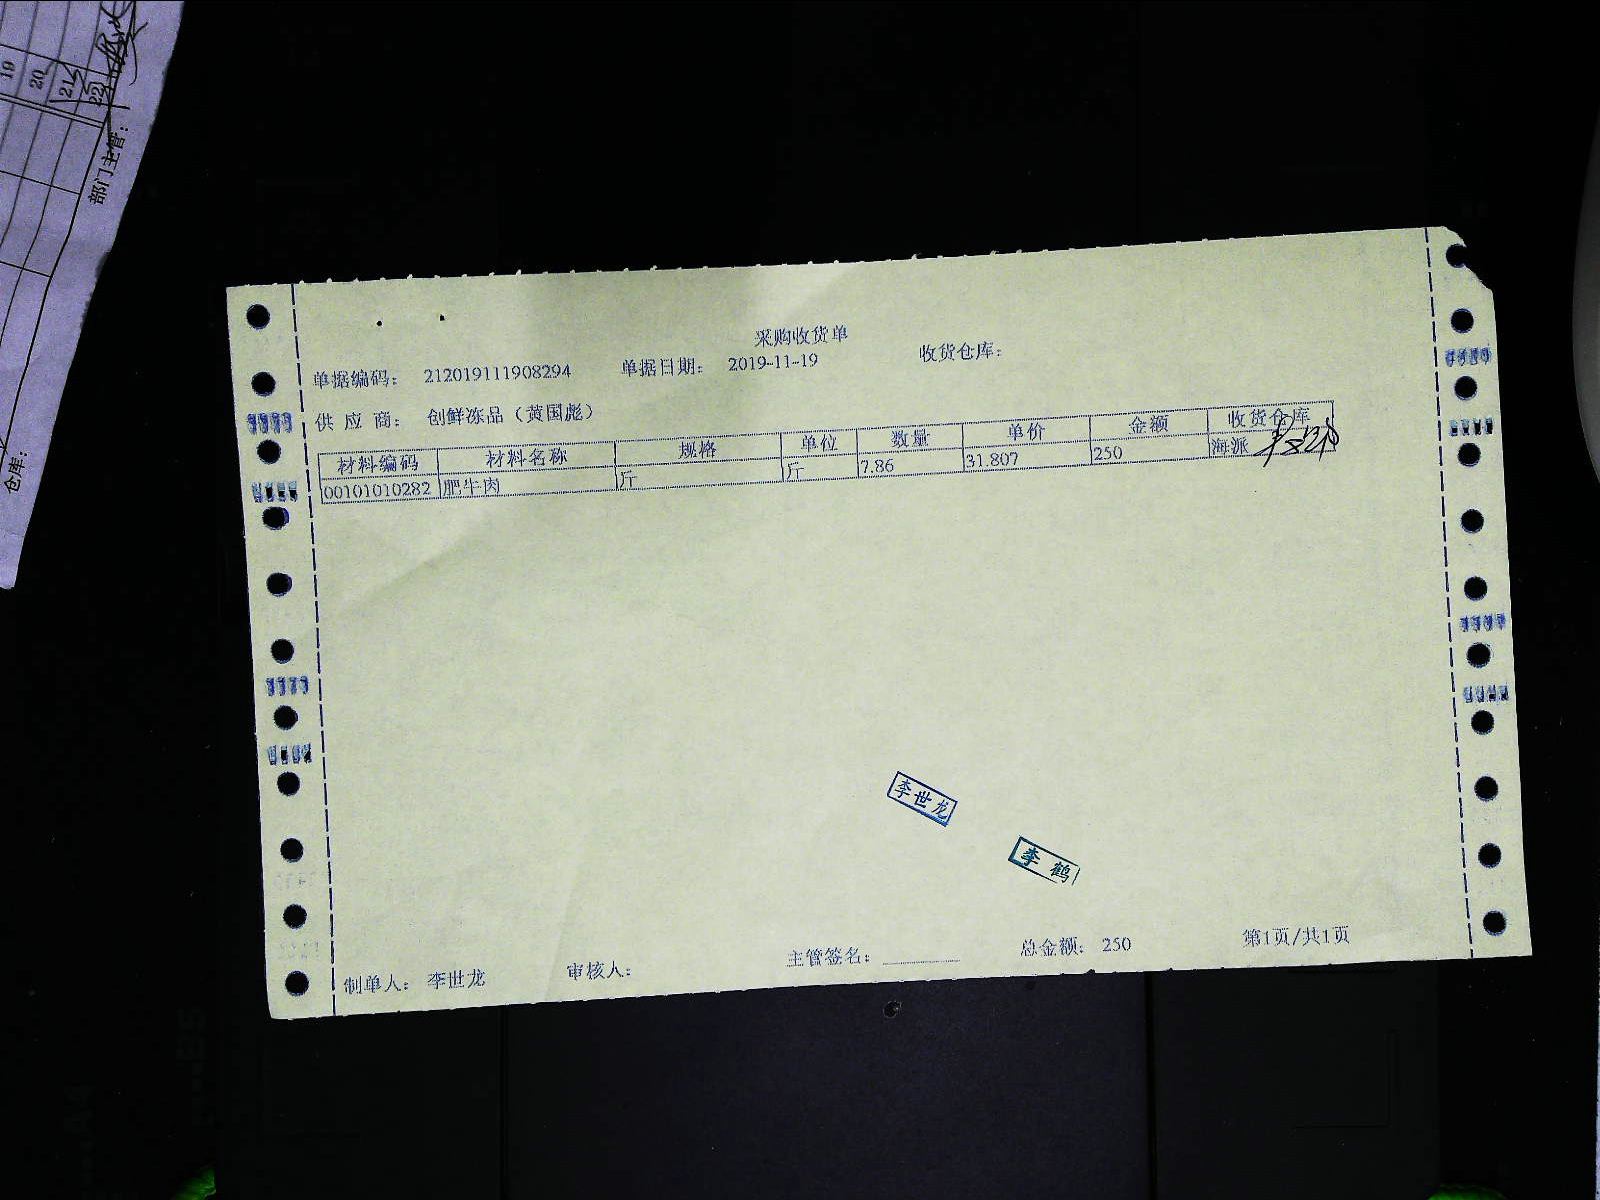 19
20
21
22
部门主管：
仓库：
采购收货单
单据编码： 212019111908294 单据日期： 2019-11-19 收货仓库：
供 应 商： 创鲜冻品（黄国彪）
材料编码 材料名称 规格 单位 数量 单价 金额 收货仓库
00101010282 肥牛肉 斤 斤 7.86 31.807 250 海派
李世龙
李鹤
制单人： 李世龙 审核人： 主管签名： 总金额： 250 第1页/共1页